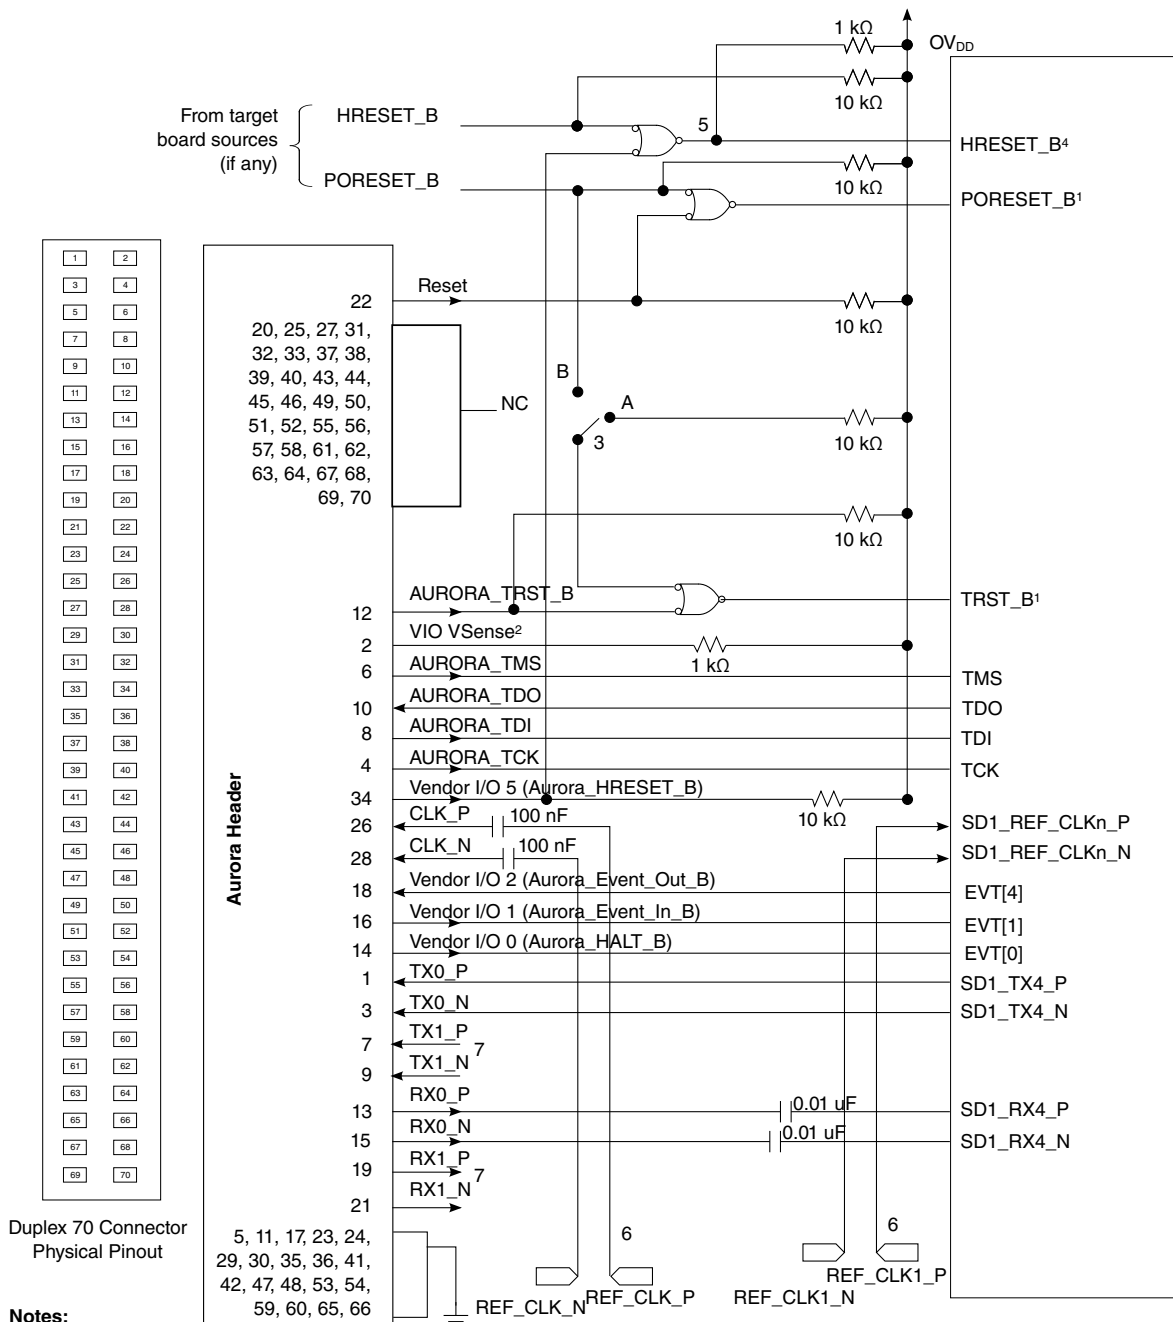 1 kΩ
OVDD
10 kΩ
From target
board sources
(if any)
HRESET_B
5
HRESET_B4
PORESET_B
10 kΩ
PORESET_B1
1 2
3 4
5 6
7 8
9 10
11 12
13 14
15 16
17 18
19 20
21 22
23 24
25 26
27 28
29 30
31 32
33 34
35 36
37 38
39 40
41 42
43 44
45 46
47 48
49 50
51 52
53 54
55 56
57 58
59 60
61 62
63 64
65 66
67 68
69 70
Duplex 70 Connector
Physical Pinout
Aurora Header
22 Reset
10 kΩ
20, 25, 27, 31,
32, 33, 37, 38,
39, 40, 43, 44,
45, 46, 49, 50,
51, 52, 55, 56,
57, 58, 61, 62,
63, 64, 67, 68,
69, 70
NC
B
A
3
10 kΩ
10 kΩ
12 AURORA_TRST_B TRST_B1
2 VIO VSense2 1 kΩ
6 AURORA_TMS TMS
10 AURORA_TDO TDO
8 AURORA_TDI TDI
4 AURORA_TCK TCK
34 Vendor I/O 5 (Aurora_HRESET_B) 10 kΩ
26 CLK_P 100 nF SD1_REF_CLKn_P
28 CLK_N 100 nF SD1_REF_CLKn_N
18 Vendor I/O 2 (Aurora_Event_Out_B) EVT[4]
16 Vendor I/O 1 (Aurora_Event_In_B) EVT[1]
14 Vendor I/O 0 (Aurora_HALT_B) EVT[0]
1 TX0_P SD1_TX4_P
3 TX0_N SD1_TX4_N
7 TX1_P 7
9 TX1_N
13 RX0_P 0.01 uF SD1_RX4_P
15 RX0_N 0.01 uF SD1_RX4_N
19 RX1_P 7
21 RX1_N
5, 11, 17, 23, 24,
29, 30, 35, 36, 41,
42, 47, 48, 53, 54,
59, 60, 65, 66
6
6
REF_CLK_N
REF_CLK_P
REF_CLK1_N
REF_CLK1_P
Notes: